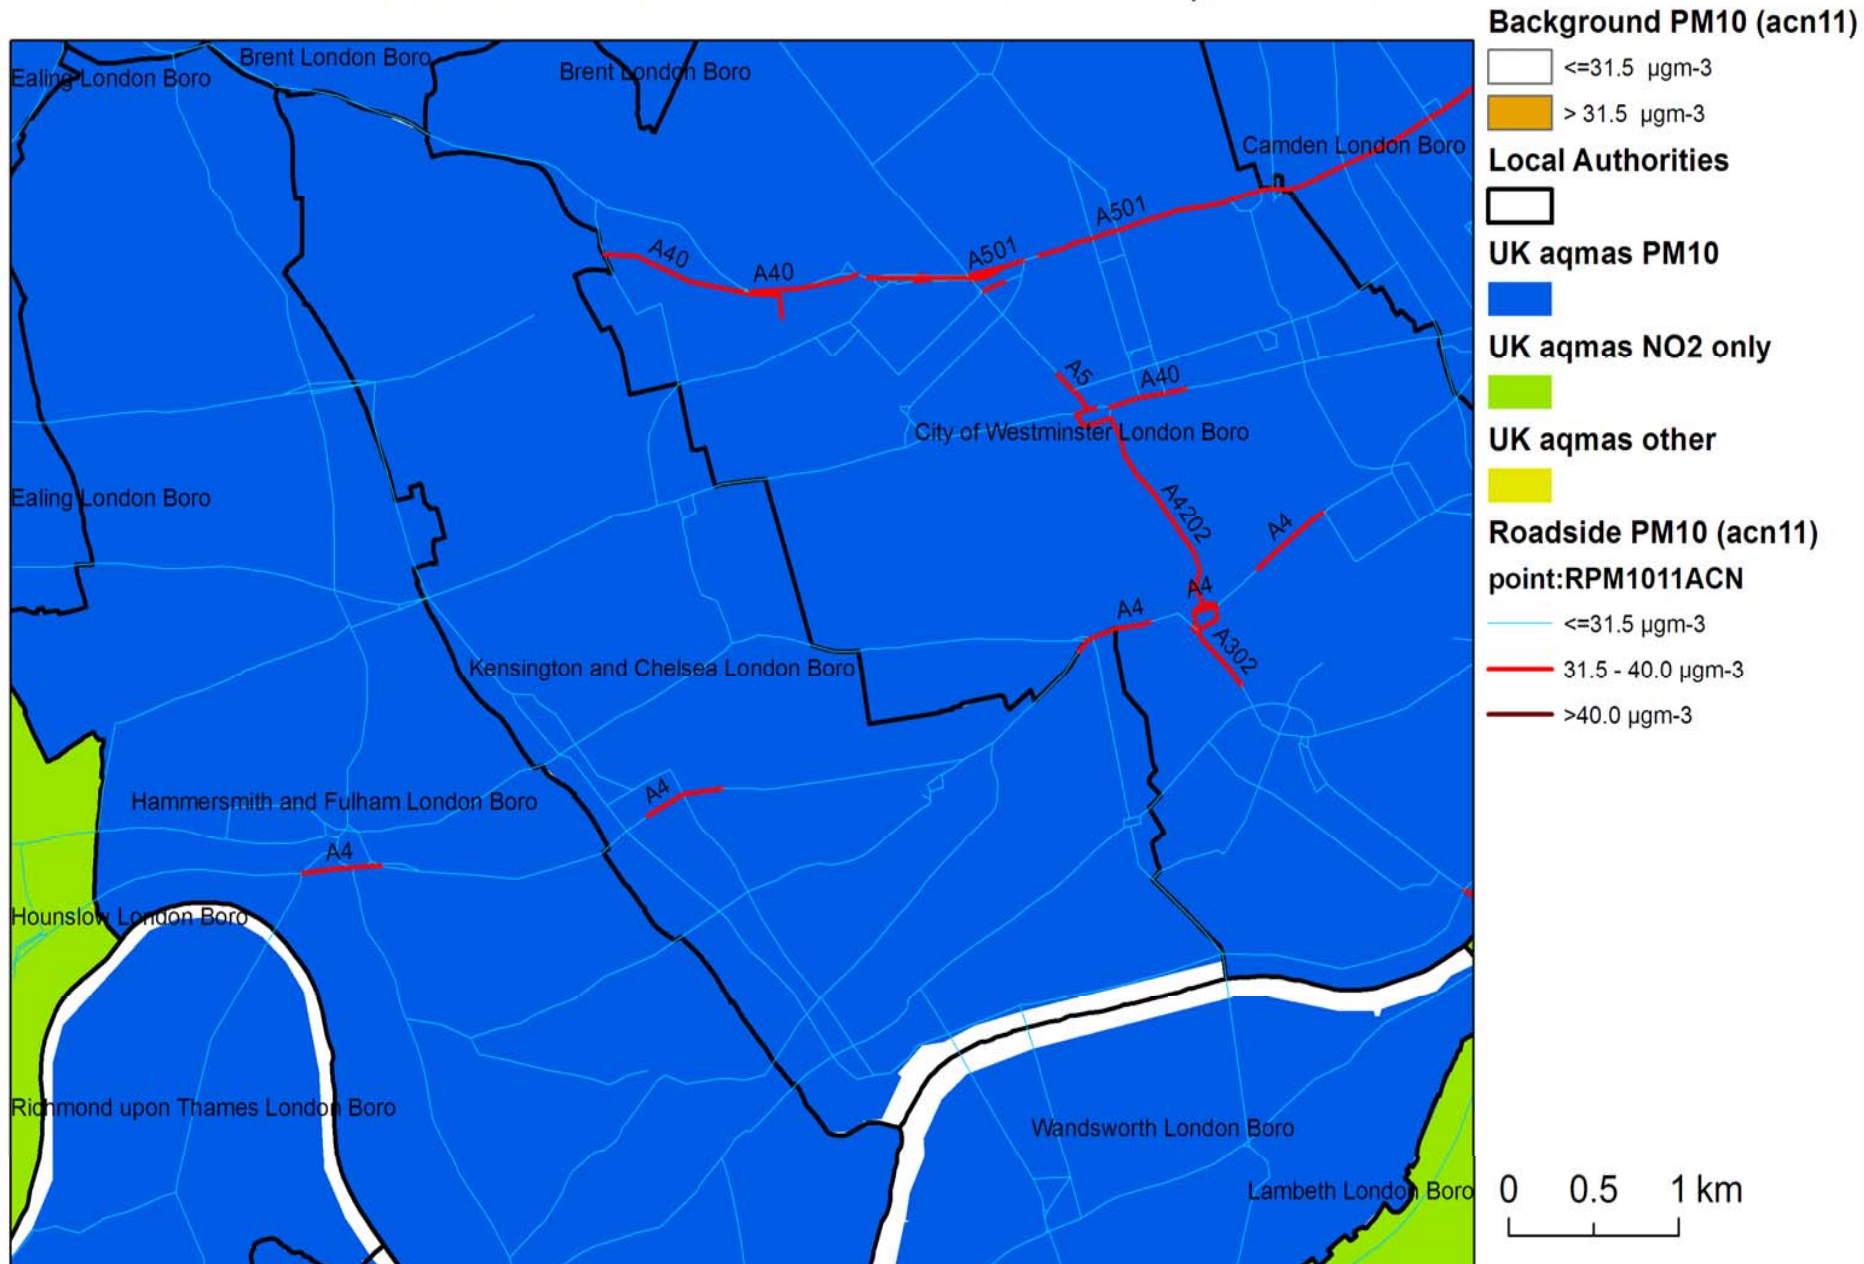 Brent London Boro
Brent London Boro
Ealing London Boro
Camden London Boro
A501
A40
A501
A40
A5
A40
City of Westminster London Boro
Ealing London Boro
A4202
A4
A4
A4
A302
Kensington and Chelsea London Boro
A4
Hammersmith and Fulham London Boro
A4
Hounslow London Boro
Richmond upon Thames London Boro
Wandsworth London Boro
Lambeth London Boro
Background PM10 (acn11)
<=31.5 µgm-3
> 31.5 µgm-3
Local Authorities
UK aqmas PM10
UK aqmas NO2 only
UK aqmas other
Roadside PM10 (acn11)
point:RPM1011ACN
<=31.5 µgm-3
31.5 - 40.0 µgm-3
>40.0 µgm-3
0 0.5 1 km